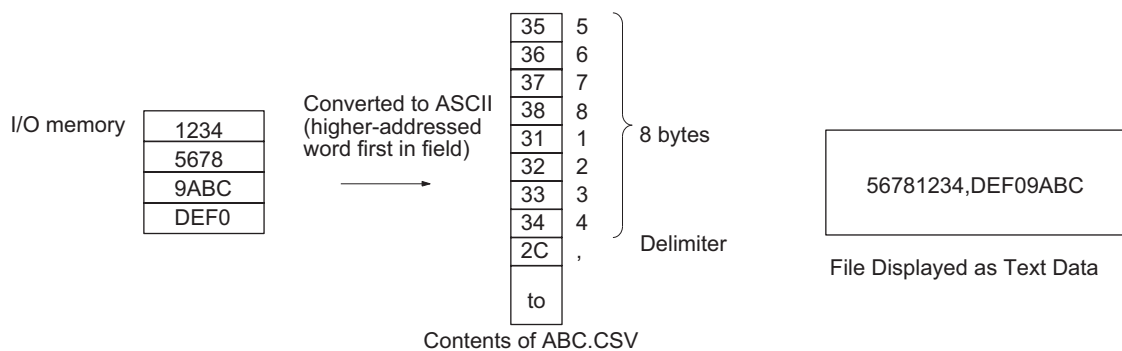 I/O memory
1234
5678
9ABC
DEF0
Converted to ASCII
(higher-addressed
word first in field)
35 5
36 6
37 7
38 8
31 1
32 2
33 3
34 4
2C ,
to
8 bytes
Delimiter
Contents of ABC.CSV
56781234,DEF09ABC
File Displayed as Text Data